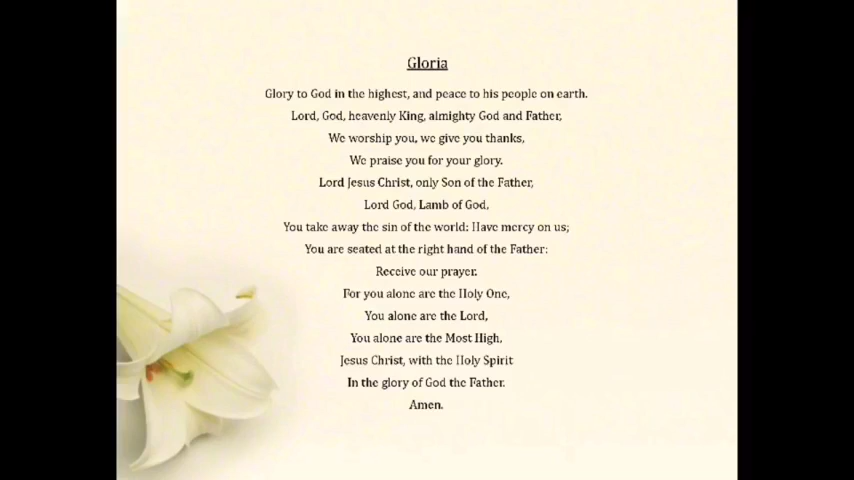 Gloria
Glory to God in the highest, and peace to his people on earth.
Lord, God, heavenly King, almighty God and Father,
We worship you, we give you thanks,
We praise you for your glory.
Lord Jesus Christ, only Son of the Father,
Lord God, Lamb of God,
You take away the sin of the world: Have mercy on us;
You are seated at the right hand of the Father:
Receive our prayer.
For you alone are the Holy One,
You alone are the Lord,
You alone are the Most High,
Jesus Christ, with the Holy Spirit
In the glory of God the Father.
Amen.